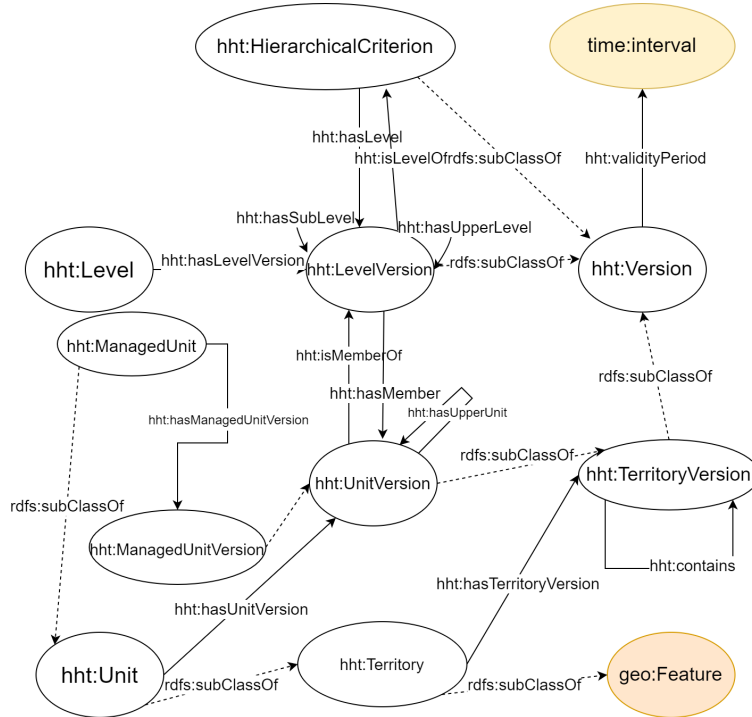 hht:HierarchicalCriterion
time:interval
hht:hasLevel
hht:isLevelOf
rdfs:subClassOf
hht:validityPeriod
hht:hasSubLevel
hht:hasUpperLevel
hht:Level
hht:hasLevelVersion
hht:LevelVersion
rdfs:subClassOf
hht:Version
hht:ManagedUnit
hht:isMemberOf
rdfs:subClassOf
hht:hasMember
hht:hasManagedUnitVersion
hht:hasUpperUnit
rdfs:subClassOf
hht:UnitVersion
hht:TerritoryVersion
rdfs:subClassOf
hht:ManagedUnitVersion
hht:contains
hht:hasUnitVersion
hht:hasTerritoryVersion
hht:Unit
rdfs:subClassOf
hht:Territory
rdfs:subClassOf
geo:Feature